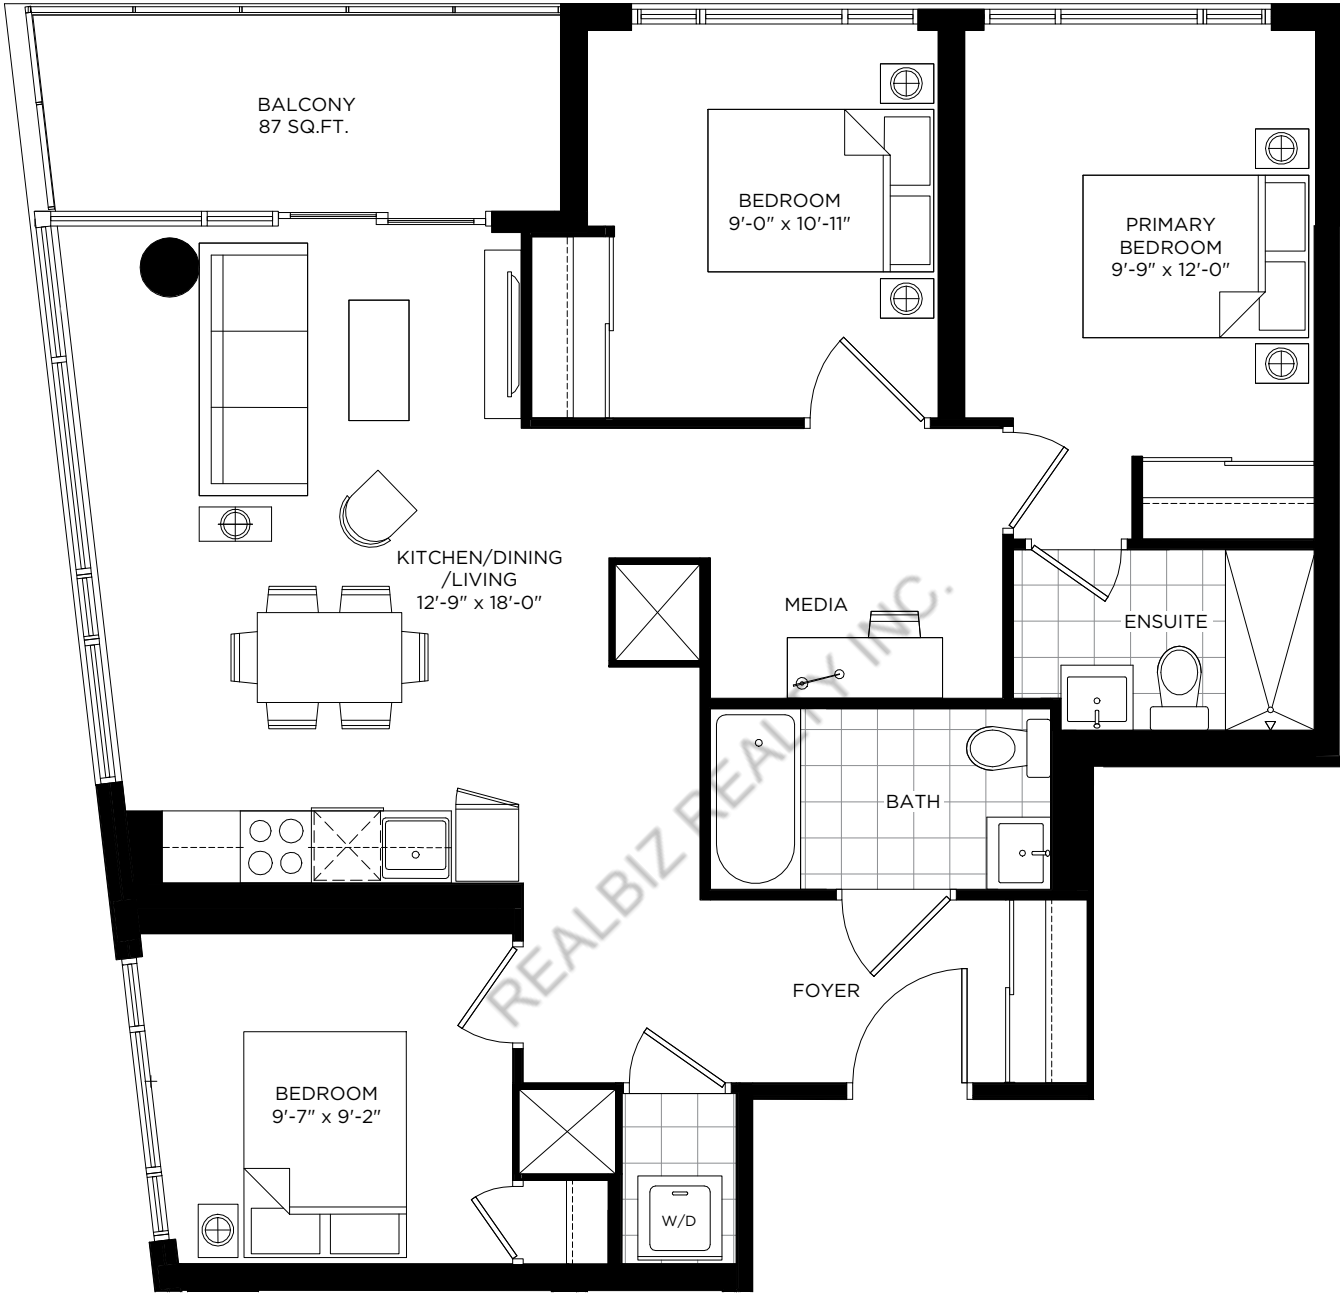 BALCONY
87 SQ.FT.
BEDROOM
9'-0" x 10'-11"
PRIMARY
BEDROOM
9'-9" x 12'-0"
KITCHEN/DINING
/LIVING
12'-9" x 18'-0"
MEDIA
ENSUITE
BATH
REALBIZ REALTY INC.
FOYER
BEDROOM
9'-7" x 9'-2"
W/D